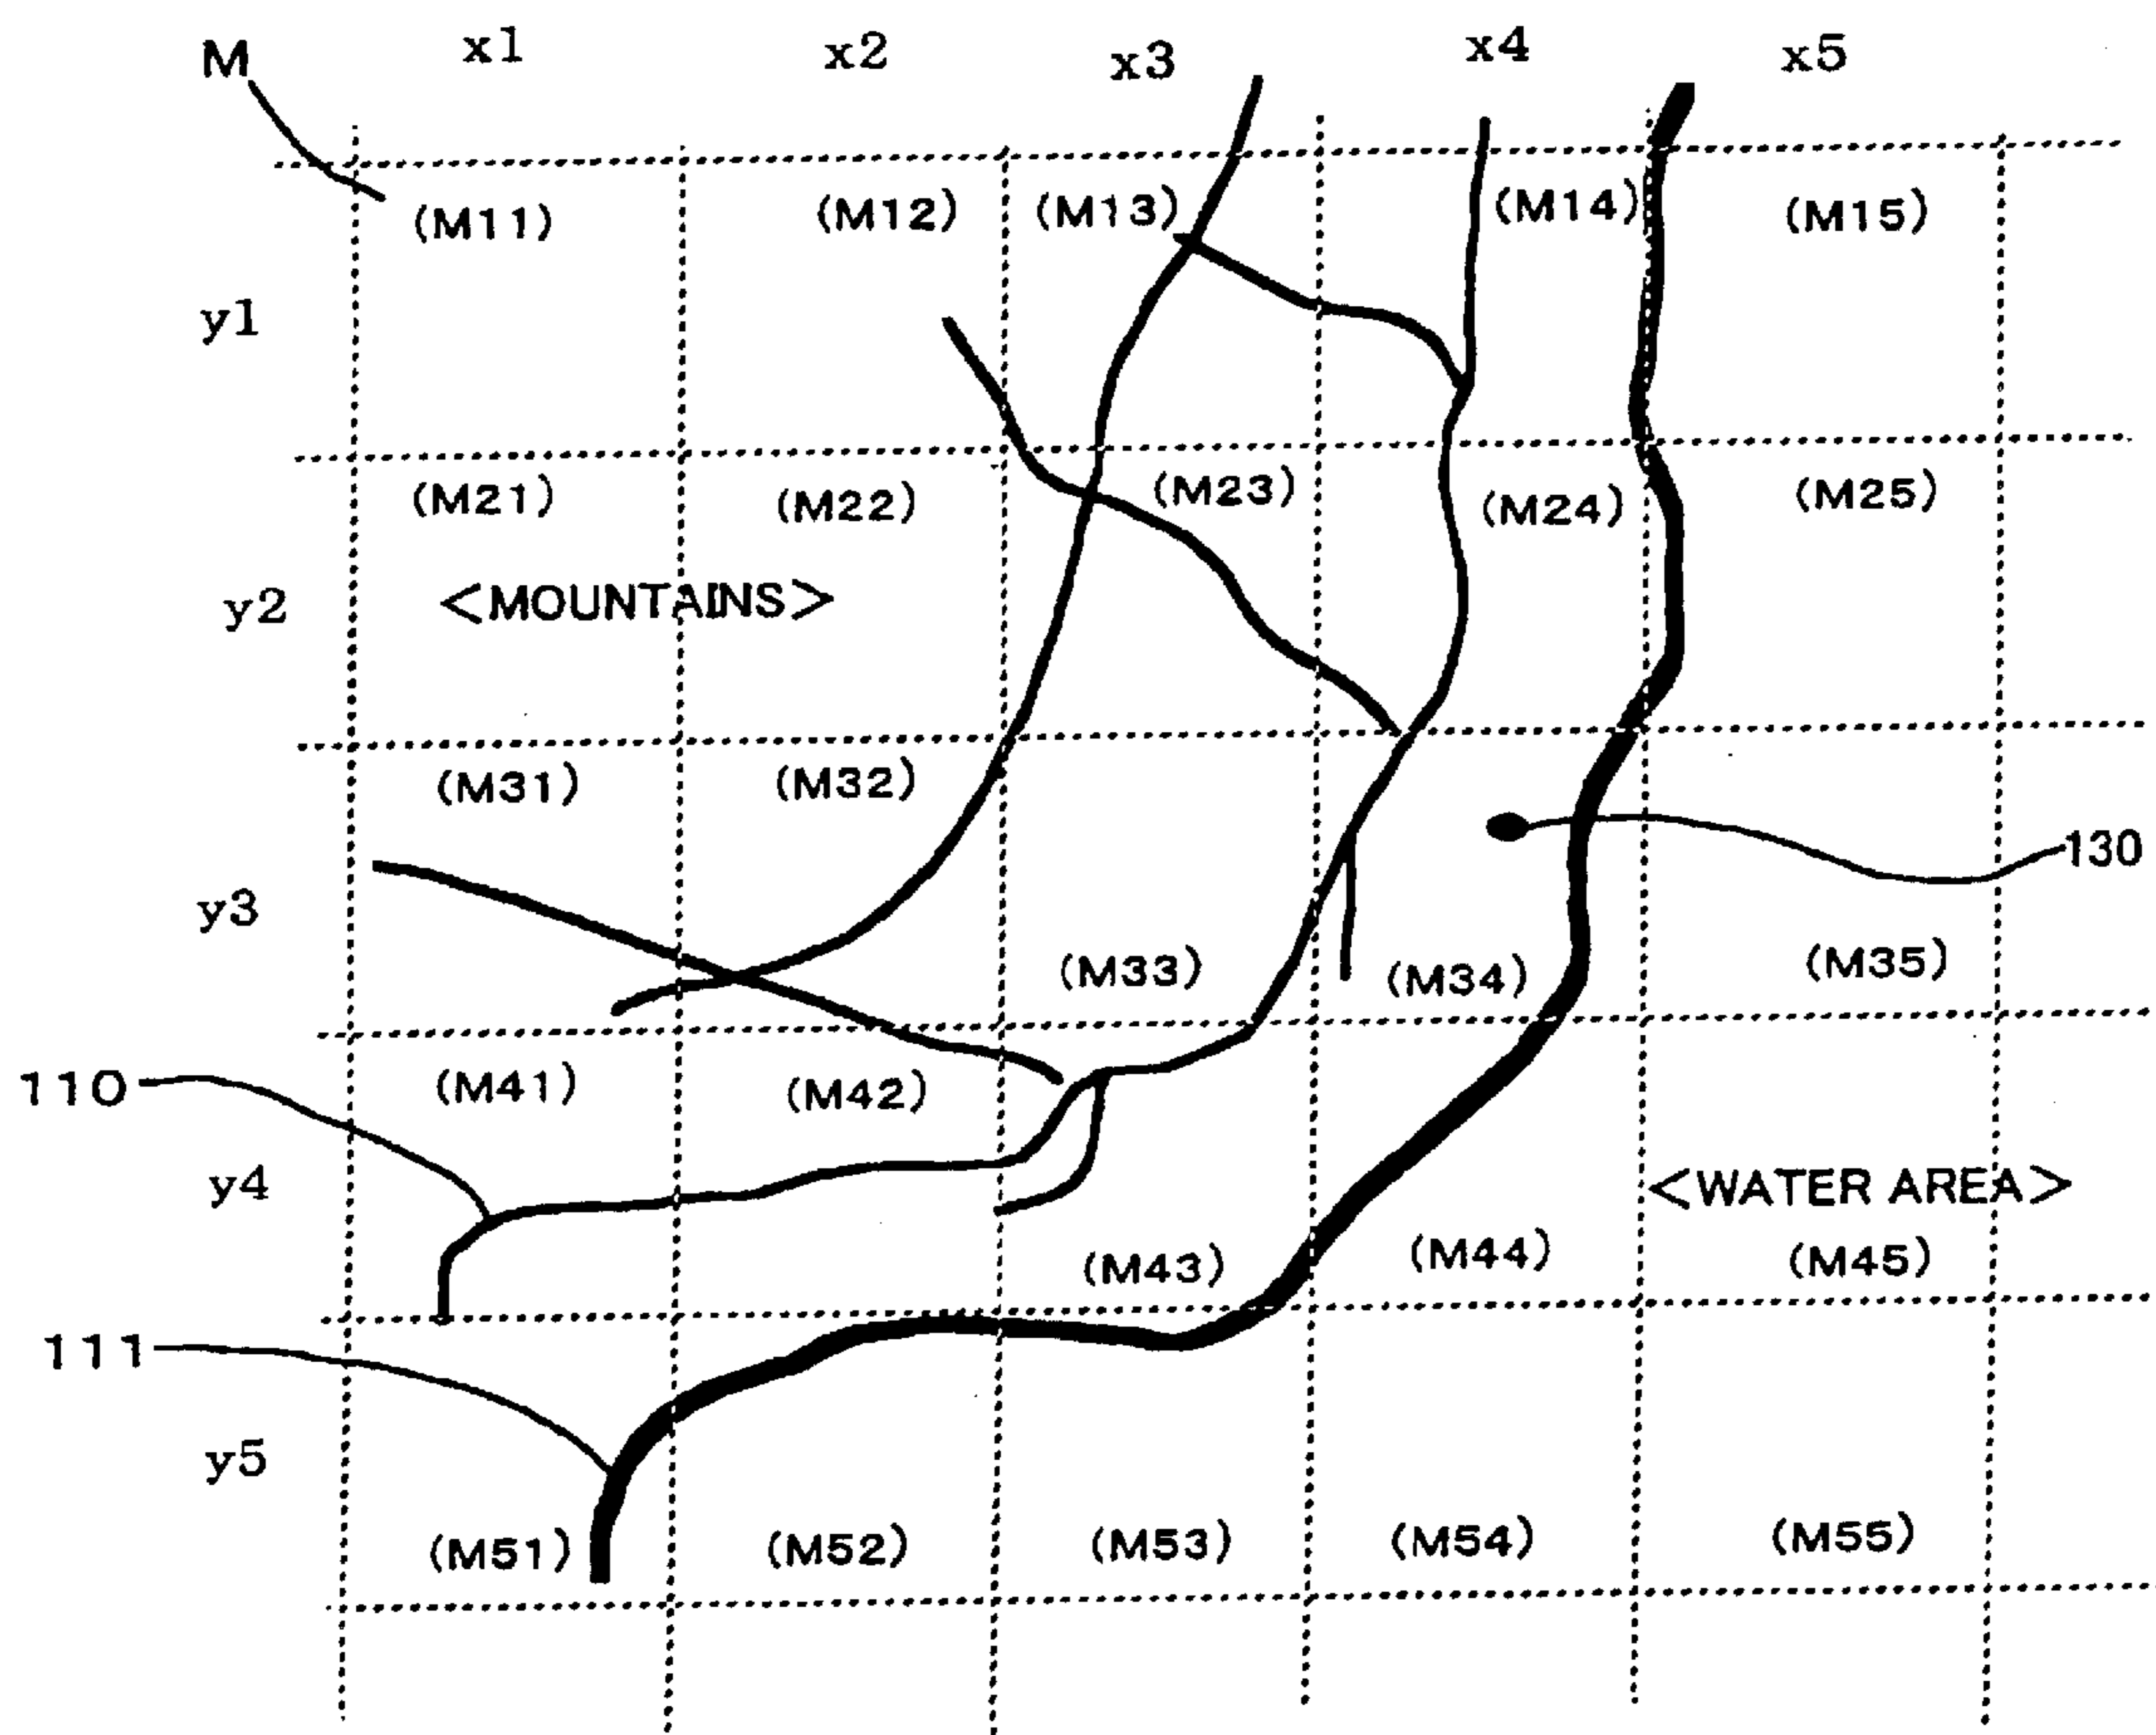 M x1 x2 x3 x4 x5
(M11) (M12) (M13) (M14) (M15)
y1
(M21) (M22) (M23) (M24) (M25)
y2 <MOUNTAINS>
(M31) (M32)
130
y3
(M33) (M34) (M35)
110 (M41) (M42)
y4 <WATER AREA>
(M43) (M44) (M45)
111
y5
(M51) (M52) (M53) (M54) (M55)